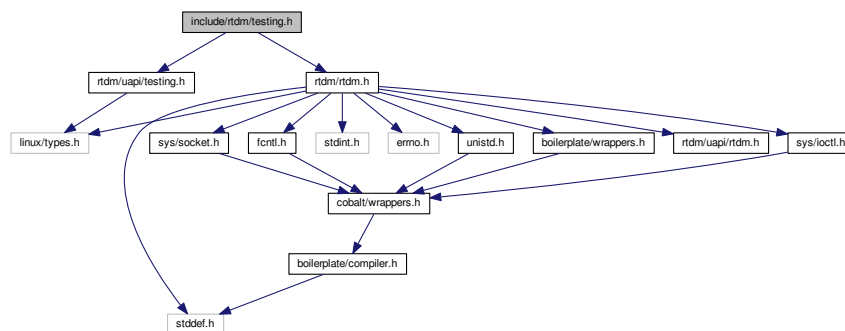 include/rtdm/testing.h
rtdm/uapi/testing.h
rtdm/rtdm.h
linux/types.h
sys/socket.h
fcntl.h
stdint.h
errno.h
unistd.h
boilerplate/wrappers.h
rtdm/uapi/rtdm.h
sys/ioctl.h
cobalt/wrappers.h
boilerplate/compiler.h
stddef.h